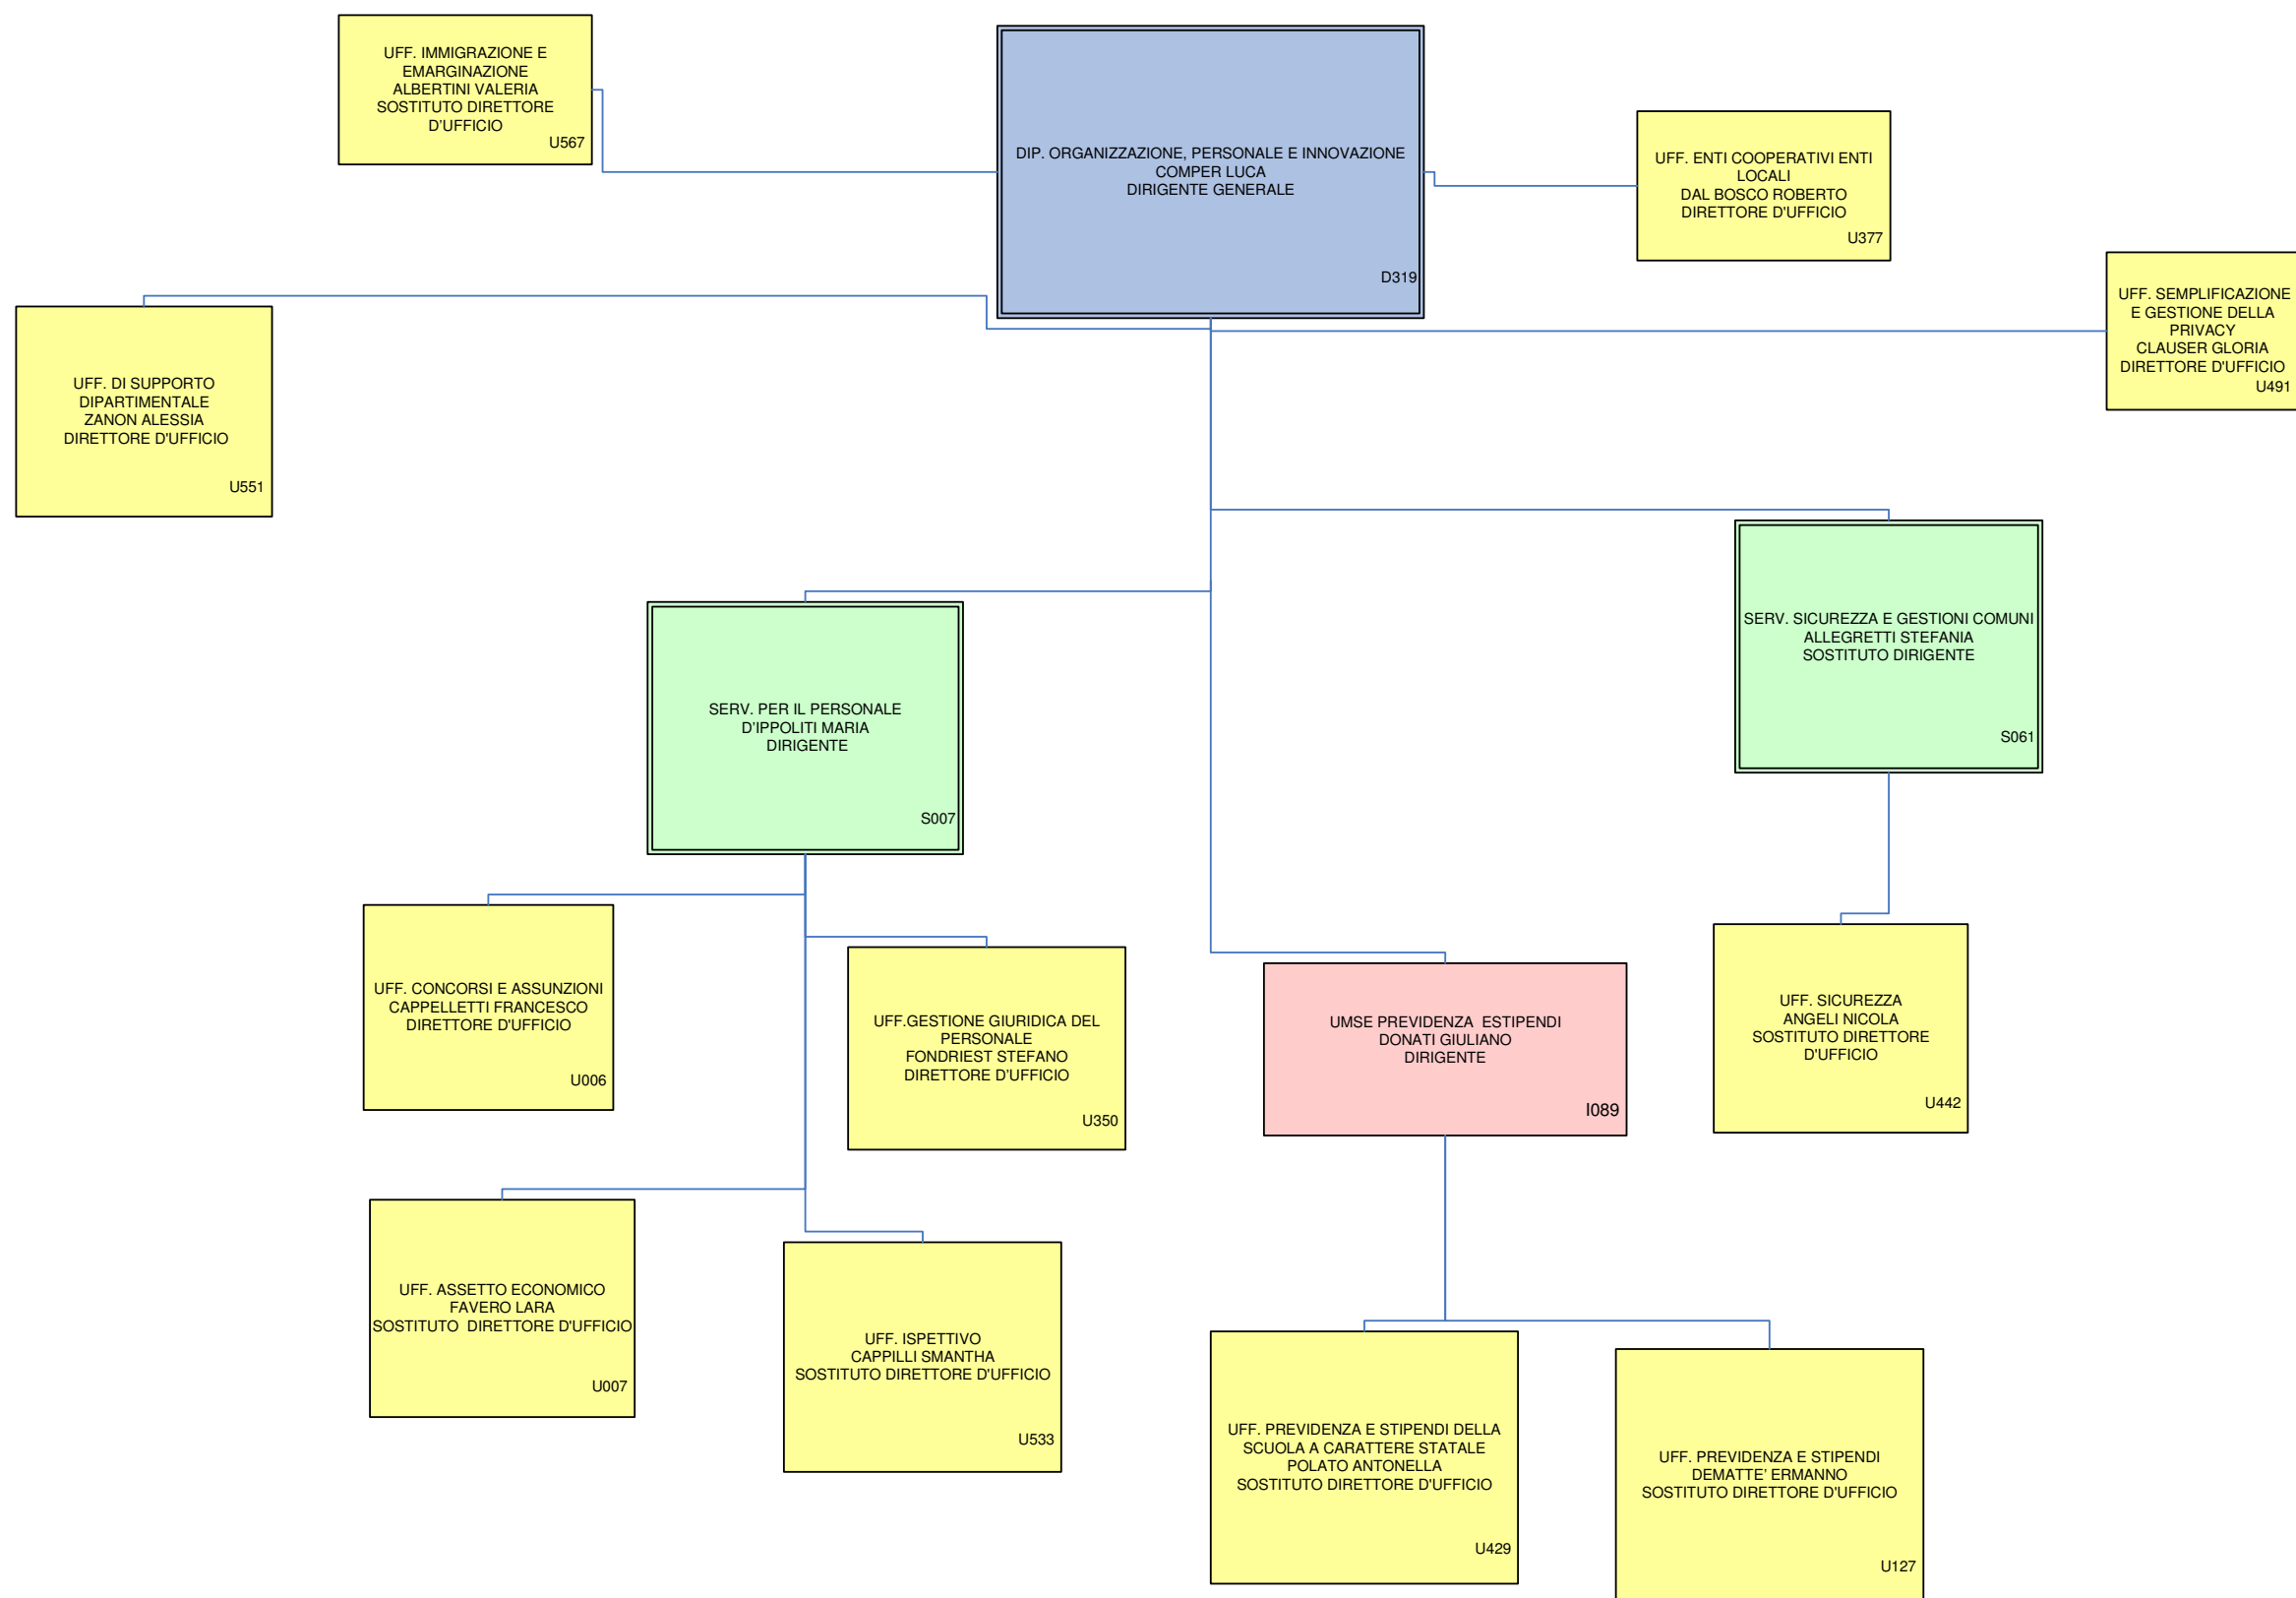 UFF. IMMIGRAZIONE E
EMARGINAZIONE
ALBERTINI VALERIA
SOSTITUTO DIRETTORE
D'UFFICIO
U567
DIP. ORGANIZZAZIONE, PERSONALE E INNOVAZIONE
COMPER LUCA
DIRIGENTE GENERALE
D319
UFF. ENTI COOPERATIVI ENTI
LOCALI
DAL BOSCO ROBERTO
DIRETTORE D'UFFICIO
U377
UFF. SEMPLIFICAZIONE
E GESTIONE DELLA
PRIVACY
CLAUSER GLORIA
DIRETTORE D'UFFICIO
U491
UFF. DI SUPPORTO
DIPARTIMENTALE
ZANON ALESSIA
DIRETTORE D'UFFICIO
U551
SERV. SICUREZZA E GESTIONI COMUNI
ALLEGRETTI STEFANIA
SOSTITUTO DIRIGENTE
S061
SERV. PER IL PERSONALE
D'IPPOLITI MARIA
DIRIGENTE
S007
UFF. CONCORSI E ASSUNZIONI
CAPPELLETTI FRANCESCO
DIRETTORE D'UFFICIO
U006
UFF.GESTIONE GIURIDICA DEL
PERSONALE
FONDRIEST STEFANO
DIRETTORE D'UFFICIO
U350
UMSE PREVIDENZA  ESTIPENDI
DONATI GIULIANO
DIRIGENTE
I089
UFF. SICUREZZA
ANGELI NICOLA
SOSTITUTO DIRETTORE
D'UFFICIO
U442
UFF. ASSETTO ECONOMICO
FAVERO LARA
SOSTITUTO  DIRETTORE D'UFFICIO
U007
UFF. ISPETTIVO
CAPPILLI SMANTHA
SOSTITUTO DIRETTORE D'UFFICIO
U533
UFF. PREVIDENZA E STIPENDI DELLA
SCUOLA A CARATTERE STATALE
POLATO ANTONELLA
SOSTITUTO DIRETTORE D'UFFICIO
U429
UFF. PREVIDENZA E STIPENDI
DEMATTE' ERMANNO
SOSTITUTO DIRETTORE D'UFFICIO
U127